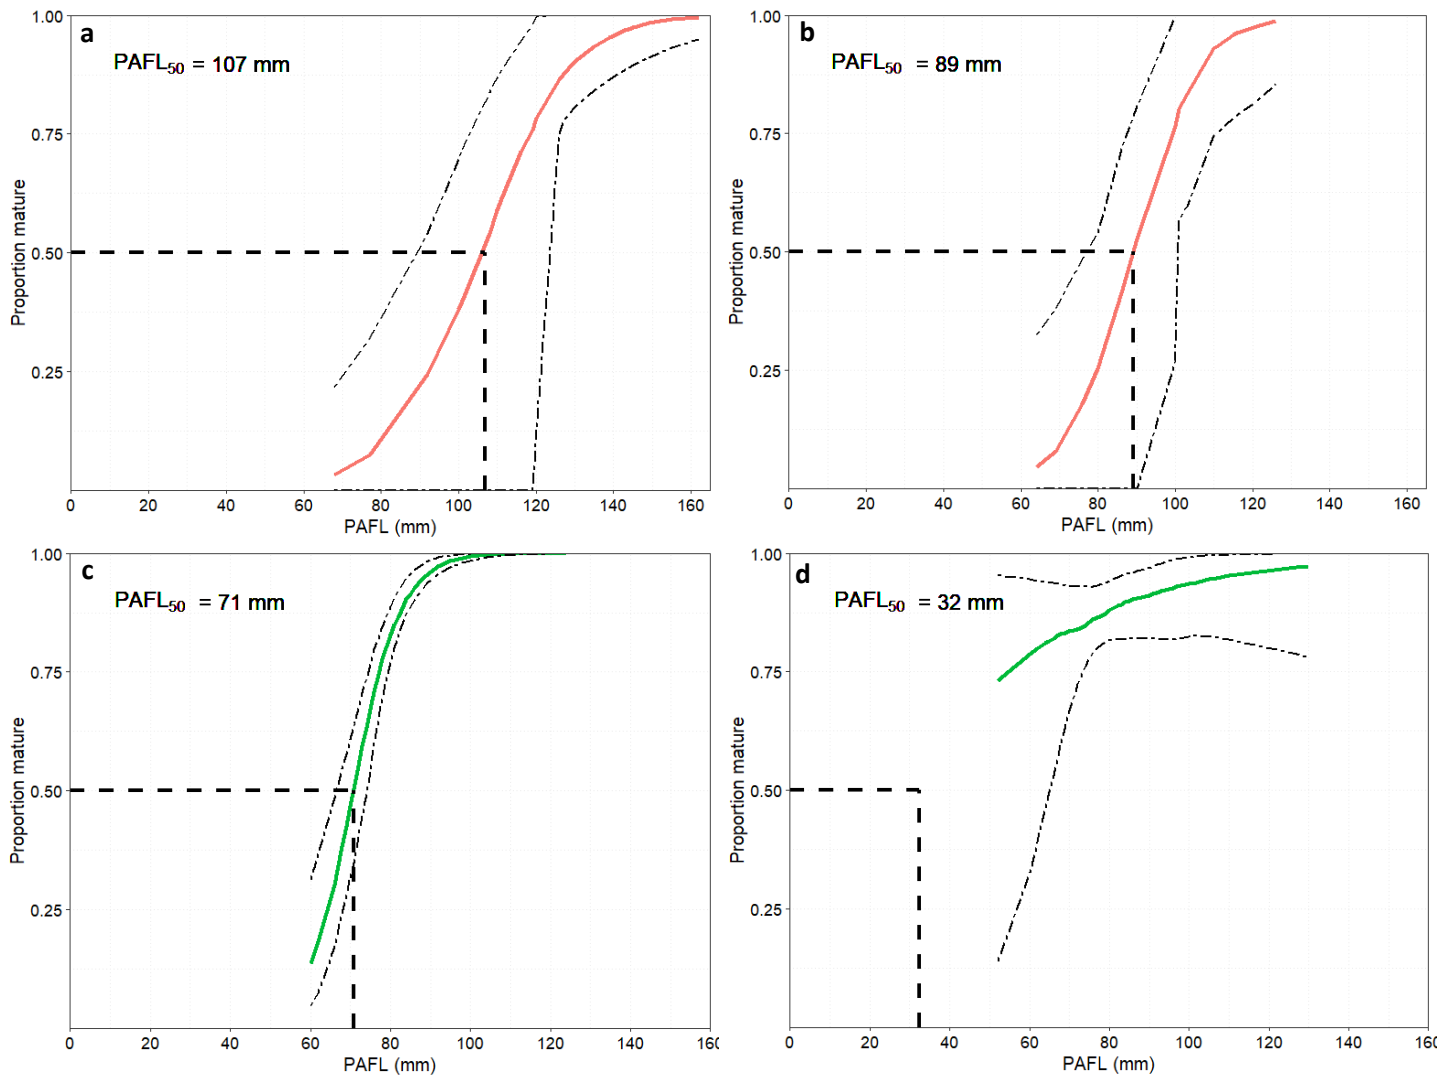 a
PAFL50 = 107 mm
1.00
0.75
0.50
0.25
Proportion mature
0 20 40 60 80 100 120 140 160
PAFL (mm)
b
PAFL50 = 89 mm
1.00
0.75
0.50
0.25
Proportion mature
0 20 40 60 80 100 120 140 160
PAFL (mm)
c
PAFL50 = 71 mm
1.00
0.75
0.50
0.25
Proportion mature
0 20 40 60 80 100 120 140 160
PAFL (mm)
d
PAFL50 = 32 mm
1.00
0.75
0.50
0.25
Proportion mature
0 20 40 60 80 100 120 140 160
PAFL (mm)